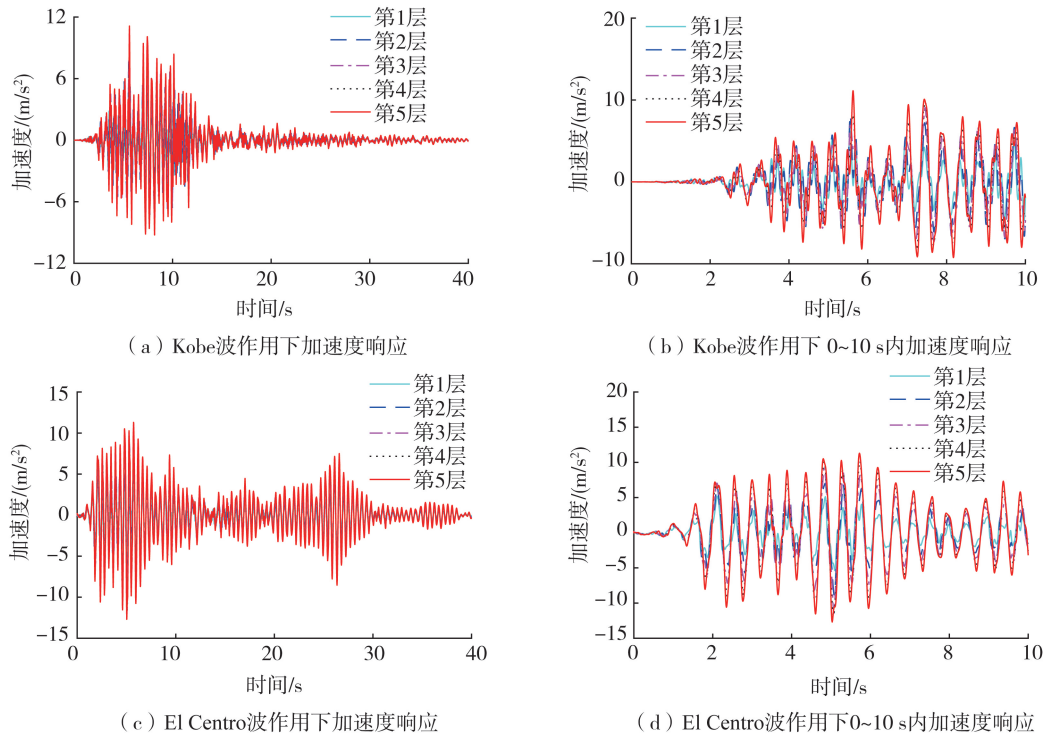 12
6
0
−6
−12
加速度/(m/s²)
第1层
第2层
第3层
第4层
第5层
0
10
20
30
40
时间/s
（a）Kobe波作用下加速度响应
20
10
0
−10
加速度/(m/s²)
第1层
第2层
第3层
第4层
第5层
0
2
4
6
8
10
时间/s
（b）Kobe波作用下 0~10 s内加速度响应
15
10
5
0
−5
−10
−15
加速度/(m/s²)
第1层
第2层
第3层
第4层
第5层
0
10
20
30
40
时间/s
（c）El Centro波作用下加速度响应
20
15
10
5
0
−5
−10
−15
加速度/(m/s²)
第1层
第2层
第3层
第4层
第5层
0
2
4
6
8
10
时间/s
（d）El Centro波作用下0~10 s内加速度响应